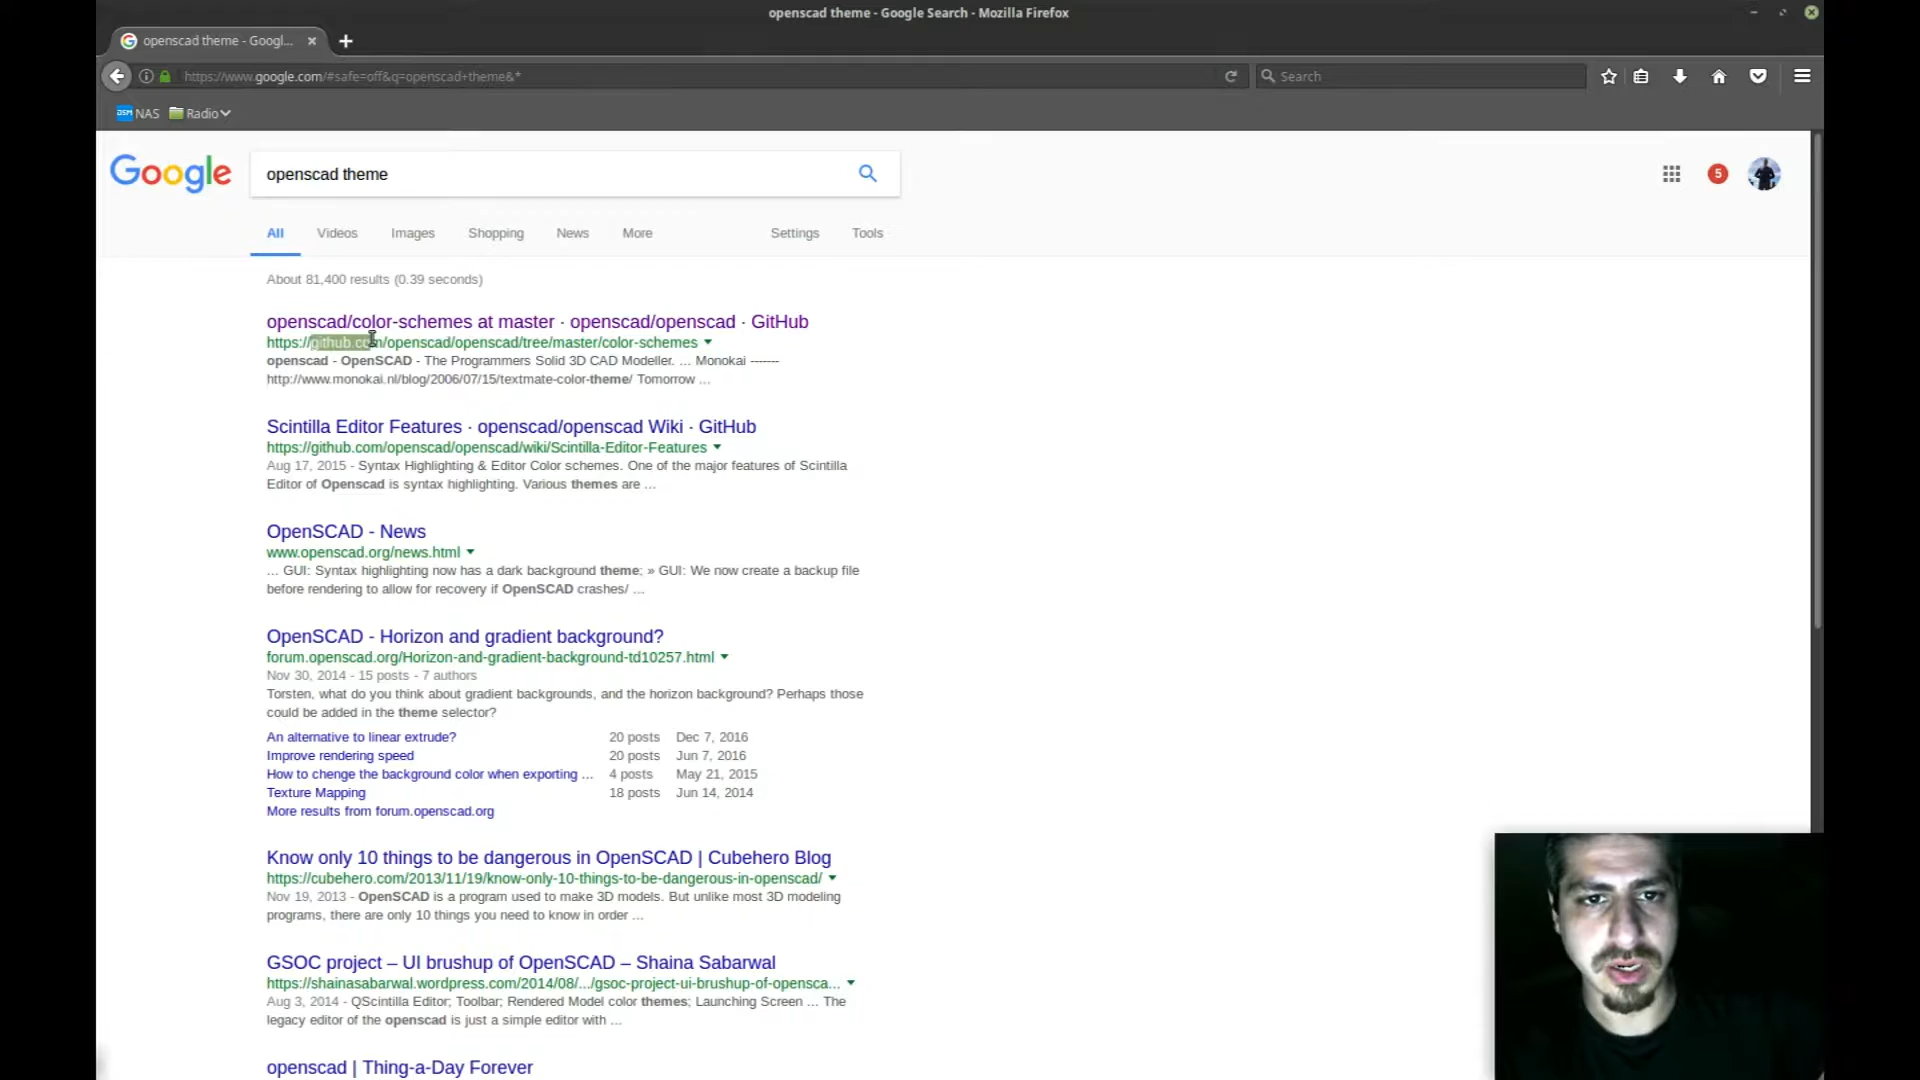 openscad theme - Google Search - Mozilla Firefox
openscad theme - Googl...
https://www.google.com/#safe=off&q=openscad+theme&*
Search
DSM NAS Radio
Google
openscad theme
5
All Videos Images Shopping News More Settings Tools
About 81,400 results (0.39 seconds)
openscad/color-schemes at master · openscad/openscad · GitHub
https://github.com/openscad/openscad/tree/master/color-schemes
openscad - OpenSCAD - The Programmers Solid 3D CAD Modeller. ... Monokai -------
http://www.monokai.nl/blog/2006/07/15/textmate-color-theme/ Tomorrow ...
Scintilla Editor Features · openscad/openscad Wiki · GitHub
https://github.com/openscad/openscad/wiki/Scintilla-Editor-Features
Aug 17, 2015 - Syntax Highlighting & Editor Color schemes. One of the major features of Scintilla
Editor of Openscad is syntax highlighting. Various themes are ...
OpenSCAD - News
www.openscad.org/news.html
... GUI: Syntax highlighting now has a dark background theme; » GUI: We now create a backup file
before rendering to allow for recovery if OpenSCAD crashes/ ...
OpenSCAD - Horizon and gradient background?
forum.openscad.org/Horizon-and-gradient-background-td10257.html
Nov 30, 2014 - 15 posts - 7 authors
Torsten, what do you think about gradient backgrounds, and the horizon background? Perhaps those
could be added in the theme selector?
An alternative to linear extrude? 20 posts Dec 7, 2016
Improve rendering speed 20 posts Jun 7, 2016
How to chenge the background color when exporting ... 4 posts May 21, 2015
Texture Mapping 18 posts Jun 14, 2014
More results from forum.openscad.org
Know only 10 things to be dangerous in OpenSCAD | Cubehero Blog
https://cubehero.com/2013/11/19/know-only-10-things-to-be-dangerous-in-openscad/
Nov 19, 2013 - OpenSCAD is a program used to make 3D models. But unlike most 3D modeling
programs, there are only 10 things you need to know in order ...
GSOC project – UI brushup of OpenSCAD – Shaina Sabarwal
https://shainasabarwal.wordpress.com/2014/08/.../gsoc-project-ui-brushup-of-opensca...
Aug 3, 2014 - QScintilla Editor; Toolbar; Rendered Model color themes; Launching Screen ... The
legacy editor of the openscad is just a simple editor with ...
openscad | Thing-a-Day Forever